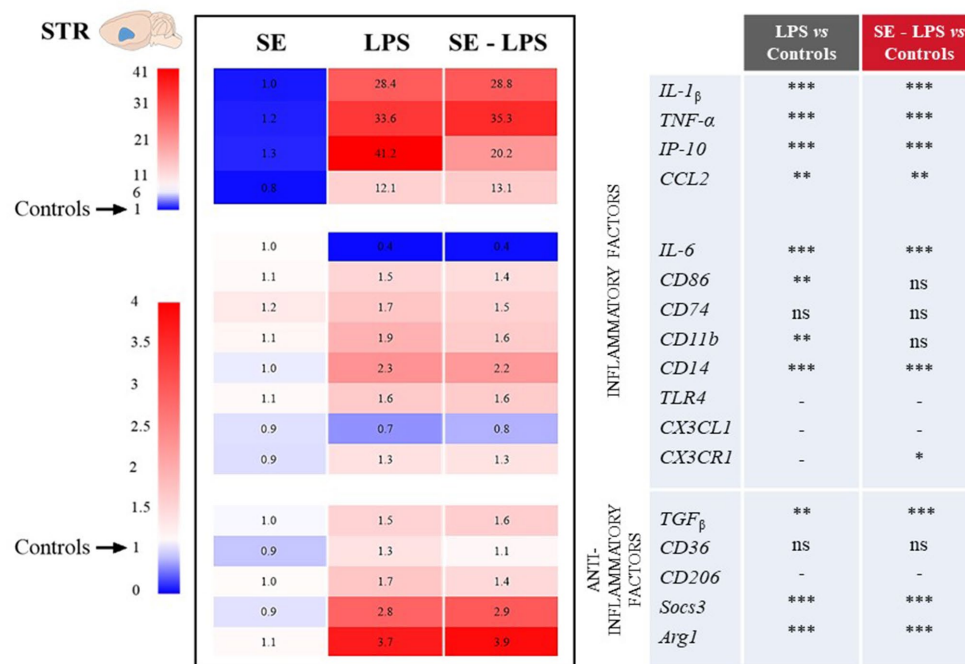 STR
SE LPS SE - LPS
LPS vs Controls
SE - LPS vs Controls
41
31
21
11
6
1
Controls
1.0 28.4 28.8
1.2 33.6 35.3
1.3 41.2 20.2
0.8 12.1 13.1
1.0 0.4 0.4
1.1 1.5 1.4
1.2 1.7 1.5
1.1 1.9 1.6
1.0 2.3 2.2
1.1 1.6 1.6
0.9 0.7 0.8
0.9 1.3 1.3
1.0 1.5 1.6
0.9 1.3 1.1
1.0 1.7 1.4
0.9 2.8 2.9
1.1 3.7 3.9
4
3.5
3
2.5
2
1.5
1
0
Controls
INFLAMMATORY FACTORS
IL-1β *** ***
TNF-α *** ***
IP-10 *** ***
CCL2 ** **
IL-6 *** ***
CD86 ** ns
CD74 ns ns
CD11b ** ns
CD14 *** ***
TLR4 - -
CX3CL1 - -
CX3CR1 - *
ANTI-
INFLAMMATORY
FACTORS
TGFβ ** ***
CD36 ns ns
CD206 - -
Socs3 *** ***
Arg1 *** ***